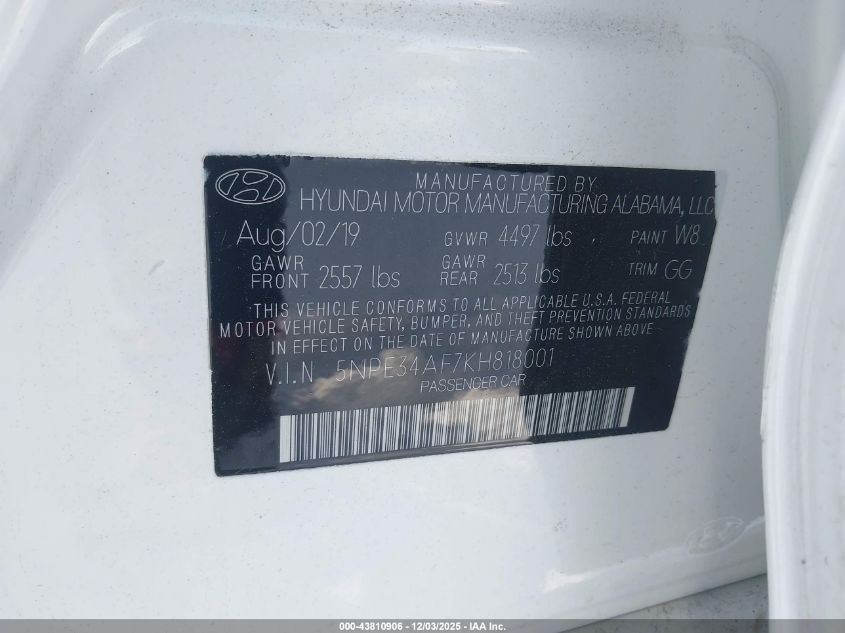 MANUFACTURED BY
HYUNDAI MOTOR MANUFACTURING ALABAMA, LLC
Aug/02/19 GVWR 4497 lbs PAINT W8
GAWR FRONT 2557 lbs GAWR REAR 2513 lbs TRIM GG
THIS VEHICLE CONFORMS TO ALL APPLICABLE U.S.A. FEDERAL
MOTOR VEHICLE SAFETY, BUMPER, AND THEFT PREVENTION STANDARDS
IN EFFECT ON THE DATE OF MANUFACTURE SHOWN ABOVE
V.I.N 5NPE34AF7KH818001
PASSENGER CAR
000-43810906 - 12/03/2025 - IAA Inc.